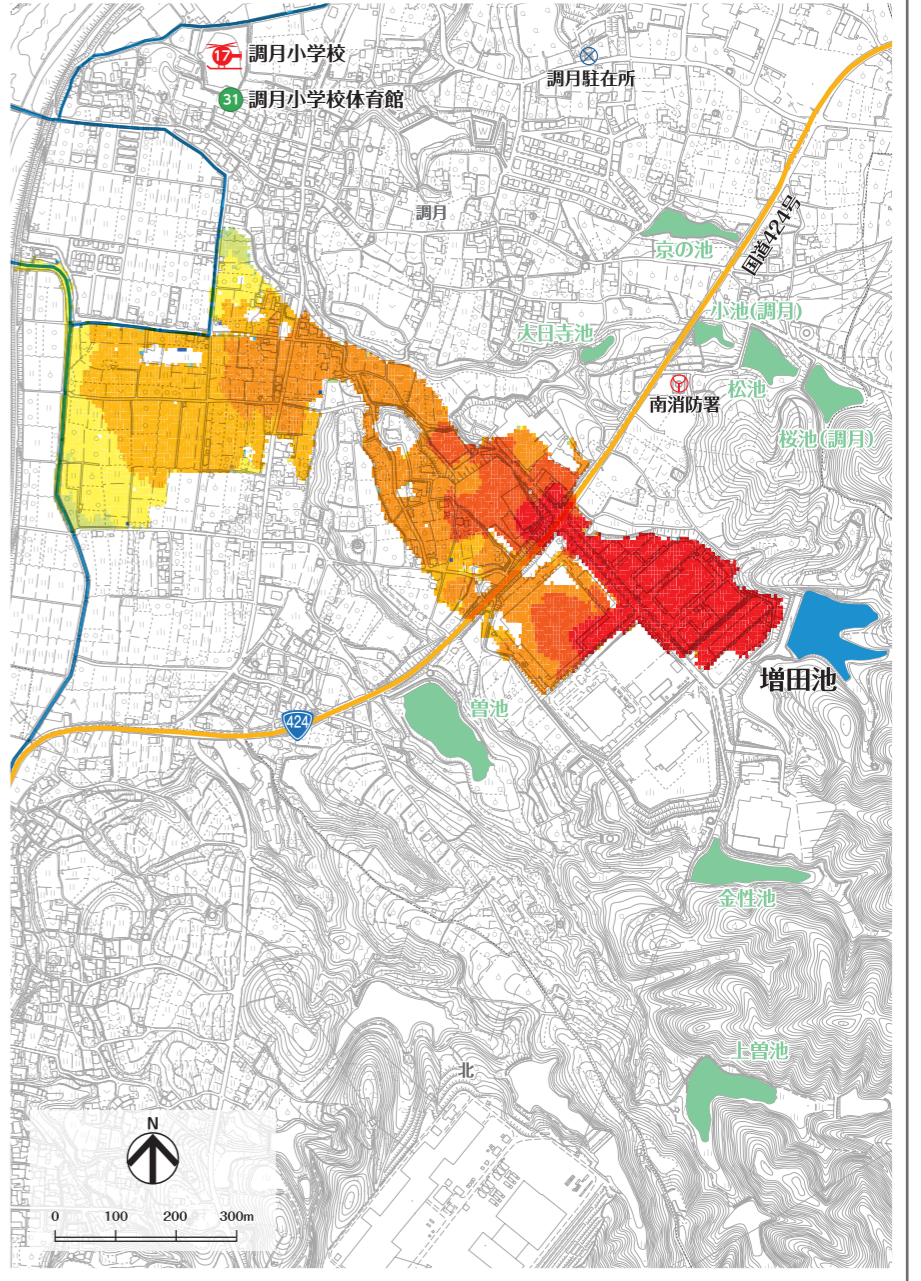 17 調月小学校
31 調月小学校体育館
調月駐在所
調月
W
京の池
国道424号
小池(調月)
大日寺池
松池
南消防署
桜池(調月)
増田池
曽池
424
金性池
上曽池
北
N
0 100 200 300m